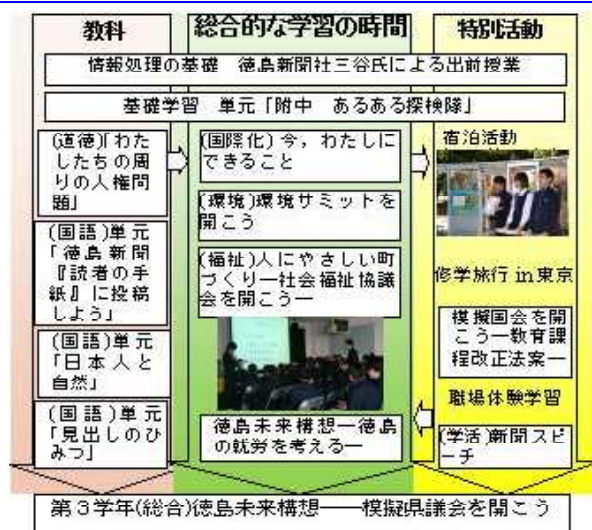 教科
総合的な学習の時間
特別活動
情報処理の基礎 徳島新聞社三谷氏による出前授業
基礎学習 単元「附中 あるある探検隊」
(道徳)「わた
したちの周
りの人権問
題」
(国語)単元
「徳島新聞
『読者の手
紙』に投稿
しよう」
(国語)単元
「日本人と
自然」
(国語)単元
「見出しのひ
みつ」
(国際化)今，わたしに
できること
(環境)環境サミットを
開こう
(福祉)人にやさしい町
づくり―社会福祉協議
会を開こう―
徳島未来構想―徳島
の就労を考える―
宿泊活動
修学旅行in東京
模擬国会を開
こう―教育課
程改正法案―
職場体験学習
(学活)新聞スピ
ーチ
第３学年(総合)徳島未来構想――模擬県議会を開こう